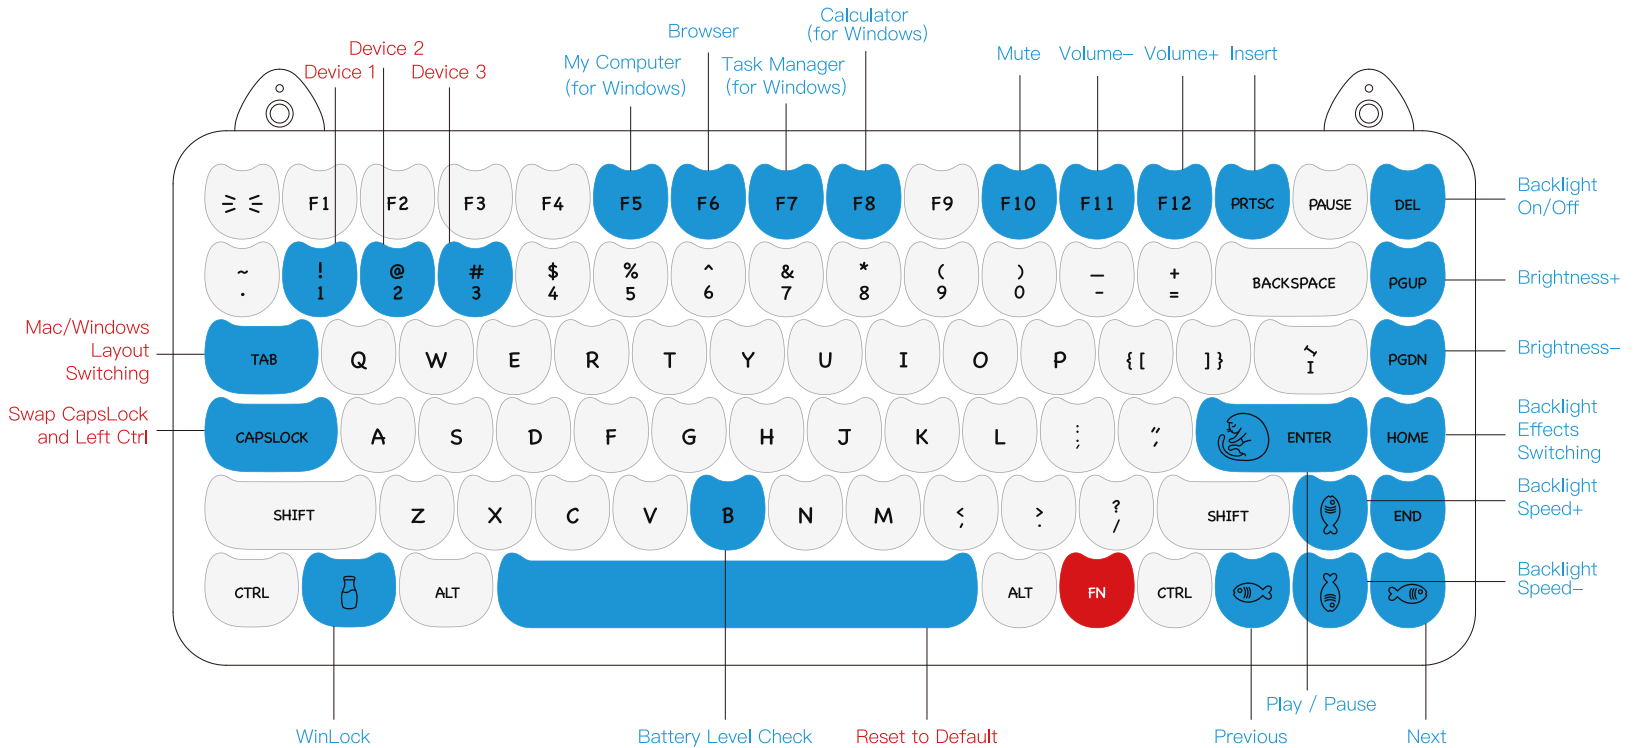 Calculator
(for Windows)
Browser
Device 2
Device 1 Device 3
My Computer
(for Windows)
Task Manager
(for Windows)
Mute Volume– Volume+ Insert
F1 F2 F3 F4 F5 F6 F7 F8 F9 F10 F11 F12 PRTSC PAUSE DEL
Backlight
On/Off
~ ! @ # $ % ^ & * ( ) — +
. 1 2 3 4 5 6 7 8 9 0 - = BACKSPACE PGUP
Brightness+
Mac/Windows
Layout
Switching
TAB Q W E R T Y U I O P { [ ] } I I PGDN
Brightness–
Swap CapsLock
and Left Ctrl
CAPSLOCK A S D F G H J K L : ; " , ENTER HOME
Backlight
Effects
Switching
SHIFT Z X C V B N M < , > . ? / SHIFT END
Backlight
Speed+
CTRL ALT ALT FN CTRL
Backlight
Speed–
WinLock
Battery Level Check
Reset to Default
Previous
Play / Pause
Next